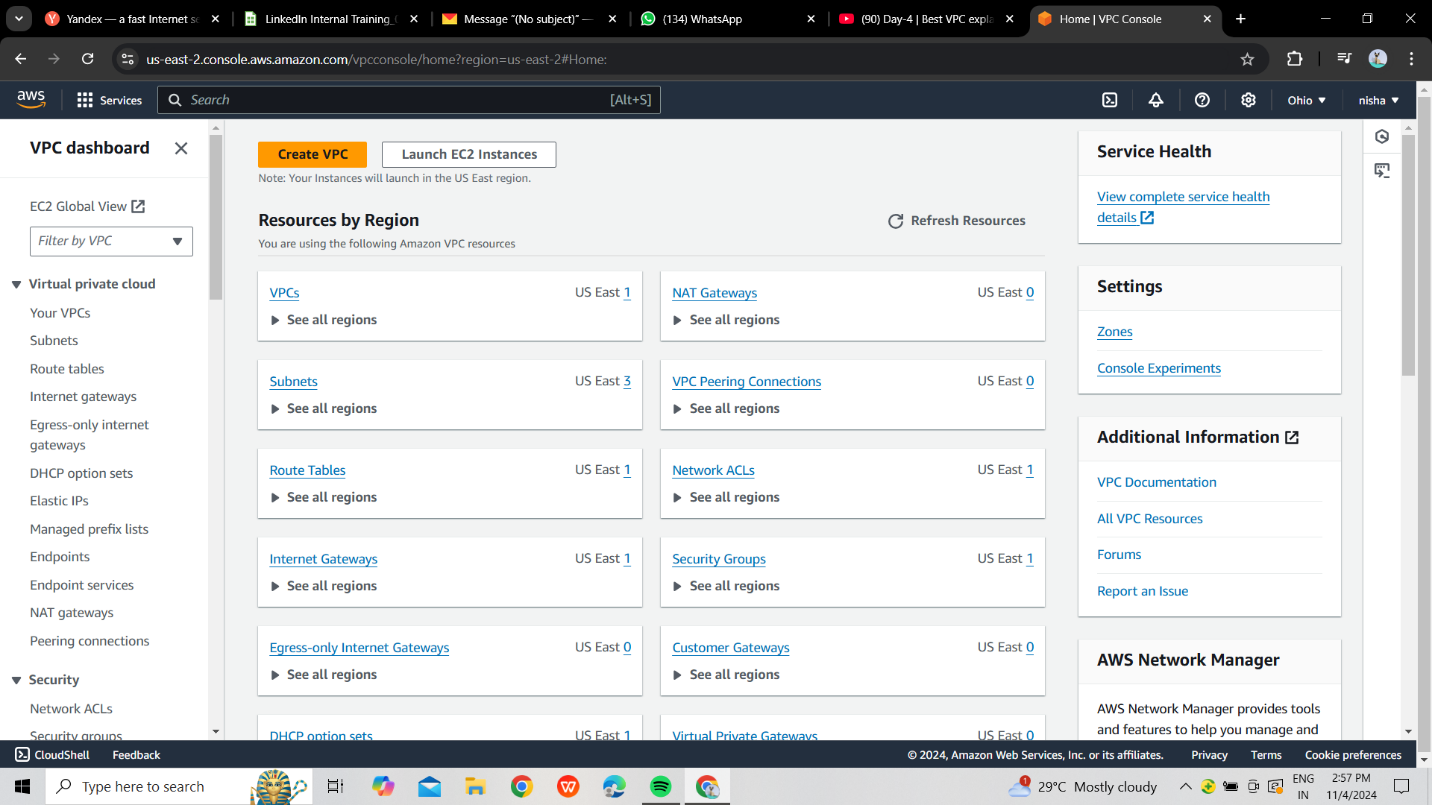 Yandex — a fast Internet se
LinkedIn Internal Training_
Message “(No subject)” —
(134) WhatsApp
(90) Day-4 | Best VPC expla
Home | VPC Console
us-east-2.console.aws.amazon.com/vpcconsole/home?region=us-east-2#Home:
aws
Services
Search
[Alt+S]
Ohio
nisha
VPC dashboard
EC2 Global View
Filter by VPC
Virtual private cloud
Your VPCs
Subnets
Route tables
Internet gateways
Egress-only internet
gateways
DHCP option sets
Elastic IPs
Managed prefix lists
Endpoints
Endpoint services
NAT gateways
Peering connections
Security
Network ACLs
Security groups
Create VPC
Launch EC2 Instances
Note: Your Instances will launch in the US East region.
Resources by Region
Refresh Resources
You are using the following Amazon VPC resources
VPCs
US East 1
See all regions
NAT Gateways
US East 0
See all regions
Subnets
US East 3
See all regions
VPC Peering Connections
US East 0
See all regions
Route Tables
US East 1
See all regions
Network ACLs
US East 1
See all regions
Internet Gateways
US East 1
See all regions
Security Groups
US East 1
See all regions
Egress-only Internet Gateways
US East 0
See all regions
Customer Gateways
US East 0
See all regions
DHCP option sets
US East 1
Virtual Private Gateways
US East 0
Service Health
View complete service health
details
Settings
Zones
Console Experiments
Additional Information
VPC Documentation
All VPC Resources
Forums
Report an Issue
AWS Network Manager
AWS Network Manager provides tools
and features to help you manage and
CloudShell
Feedback
© 2024, Amazon Web Services, Inc. or its affiliates.
Privacy
Terms
Cookie preferences
Type here to search
1
29°C Mostly cloudy
ENG
IN
2:57 PM
11/4/2024